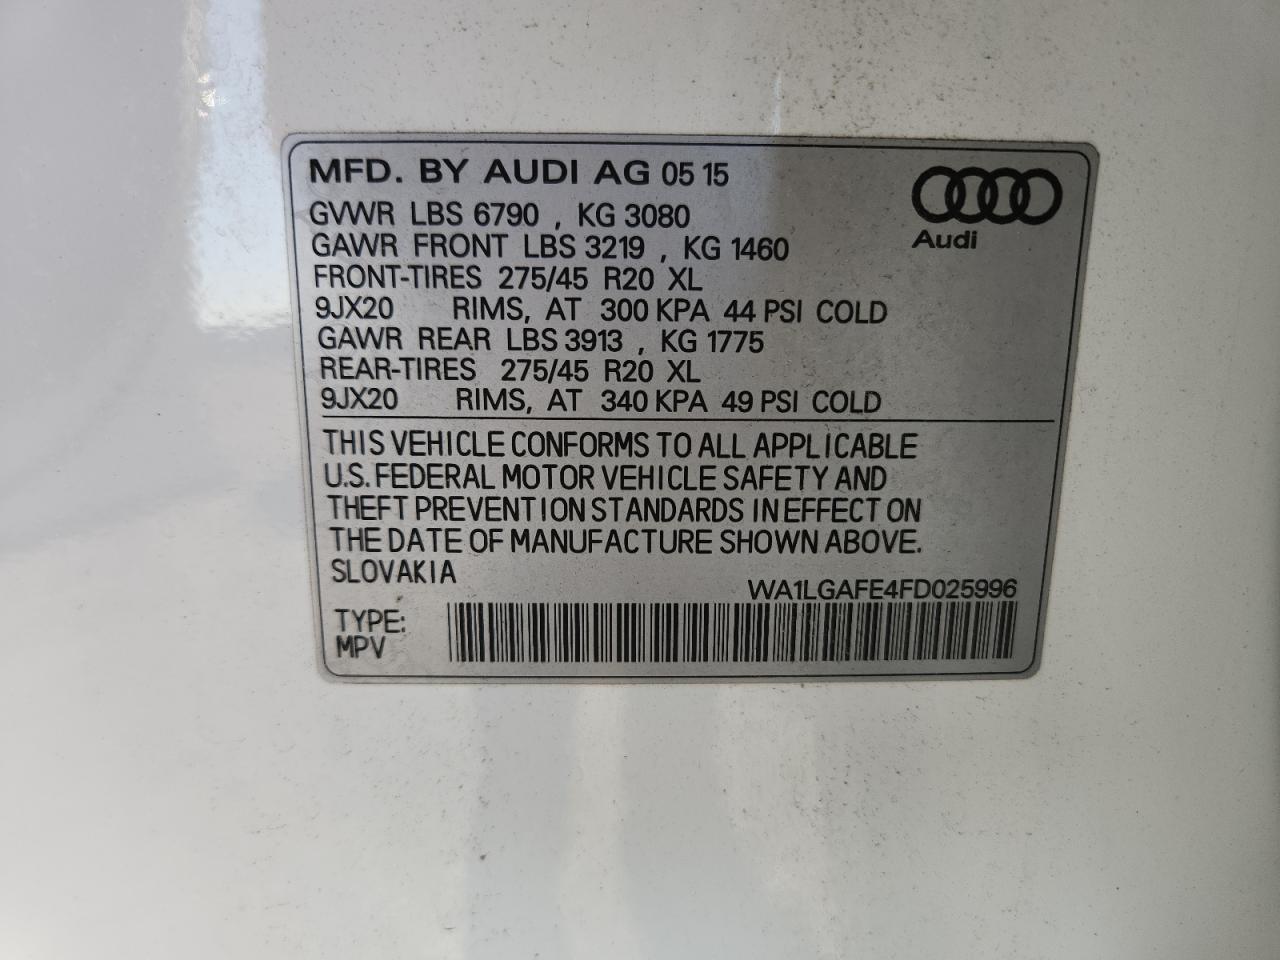 MFD. BY AUDI AG 05 15
GVWR LBS 6790 , KG 3080
GAWR FRONT LBS 3219 , KG 1460
FRONT-TIRES 275/45 R20 XL
9JX20 RIMS, AT 300 KPA 44 PSI COLD
GAWR REAR LBS 3913 , KG 1775
REAR-TIRES 275/45 R20 XL
9JX20 RIMS, AT 340 KPA 49 PSI COLD
Audi
THIS VEHICLE CONFORMS TO ALL APPLICABLE
U.S. FEDERAL MOTOR VEHICLE SAFETY AND
THEFT PREVENTION STANDARDS IN EFFECT ON
THE DATE OF MANUFACTURE SHOWN ABOVE.
SLOVAKIA
WA1LGAFE4FD025996
TYPE:
MPV